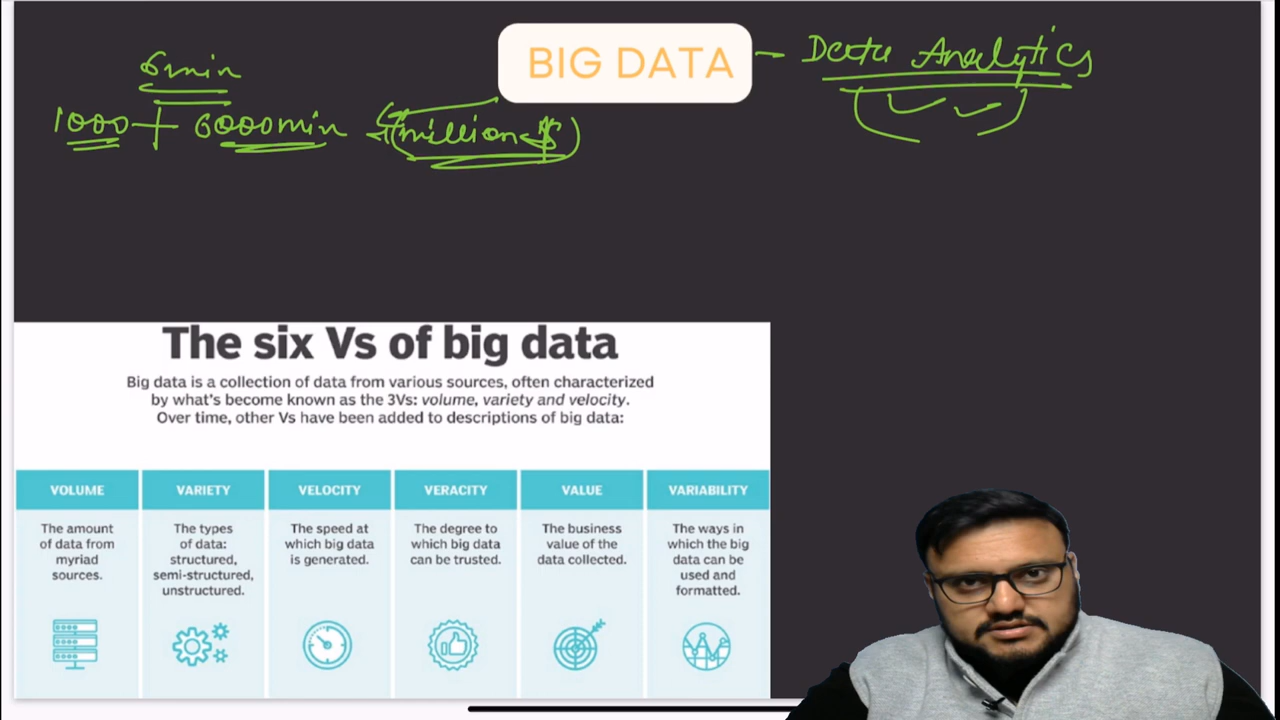 BIG DATA - Data Analytics
6min
1000 + 6000min
(million $)
The six Vs of big data
Big data is a collection of data from various sources, often characterized
by what's become known as the 3Vs: volume, variety and velocity.
Over time, other Vs have been added to descriptions of big data:
VOLUME
The amount
of data from
myriad
sources.
VARIETY
The types
of data:
structured,
semi-structured,
unstructured.
VELOCITY
The speed at
which big data
is generated.
VERACITY
The degree to
which big data
can be trusted.
VALUE
The business
value of the
data collected.
VARIABILITY
The ways in
which the big
data can be
used and
formatted.